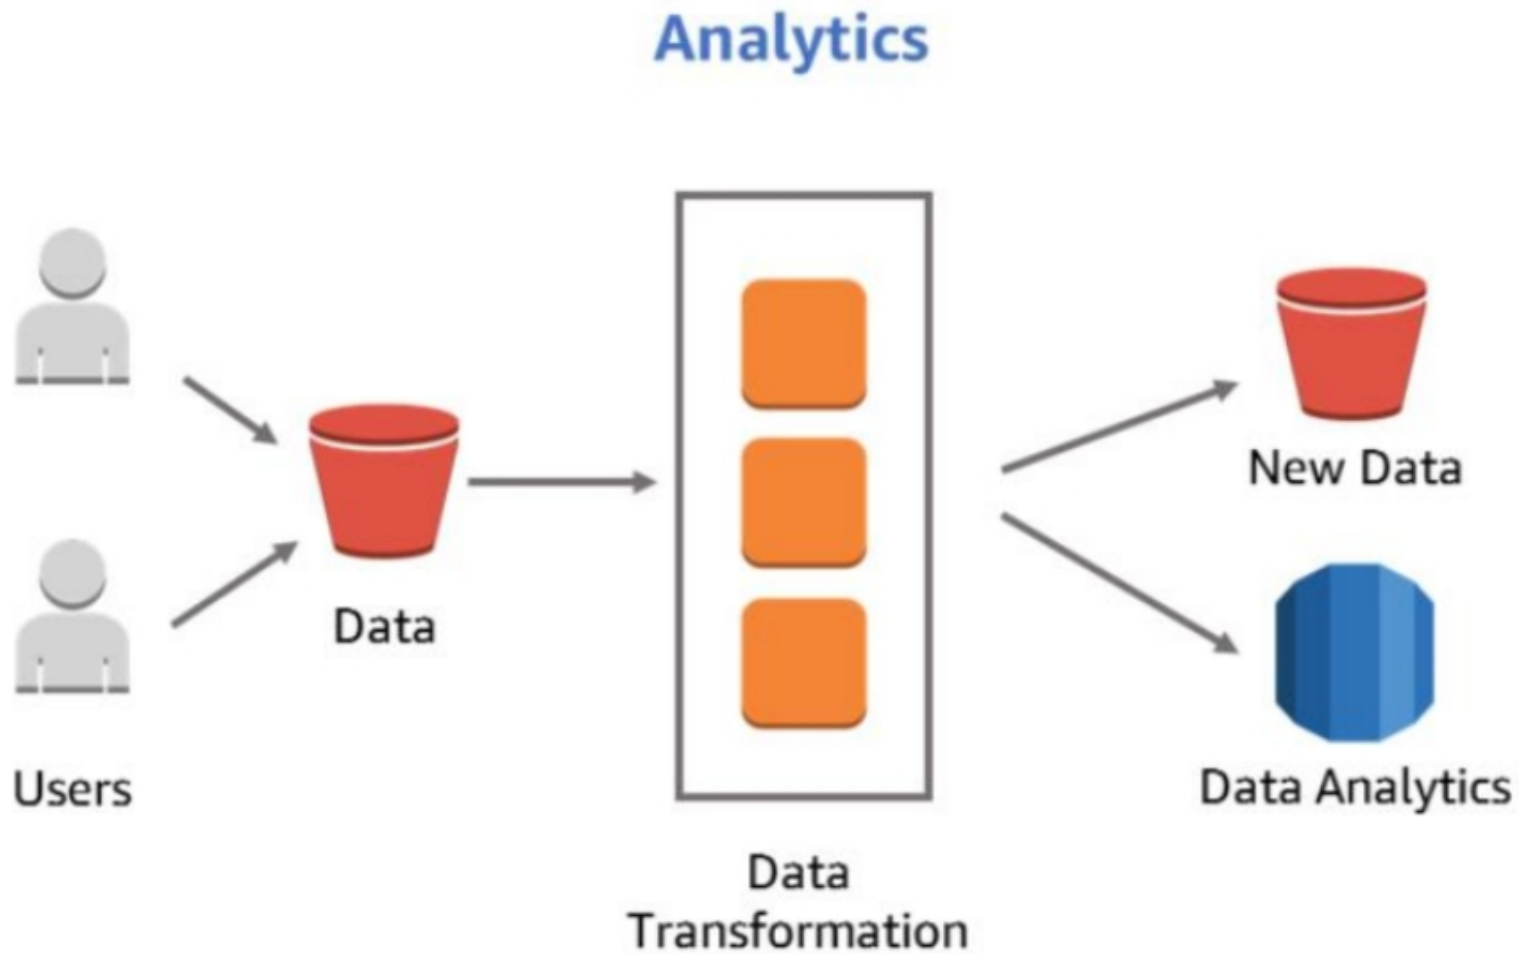 Analytics
Users
Data
Data
Transformation
New Data
Data Analytics